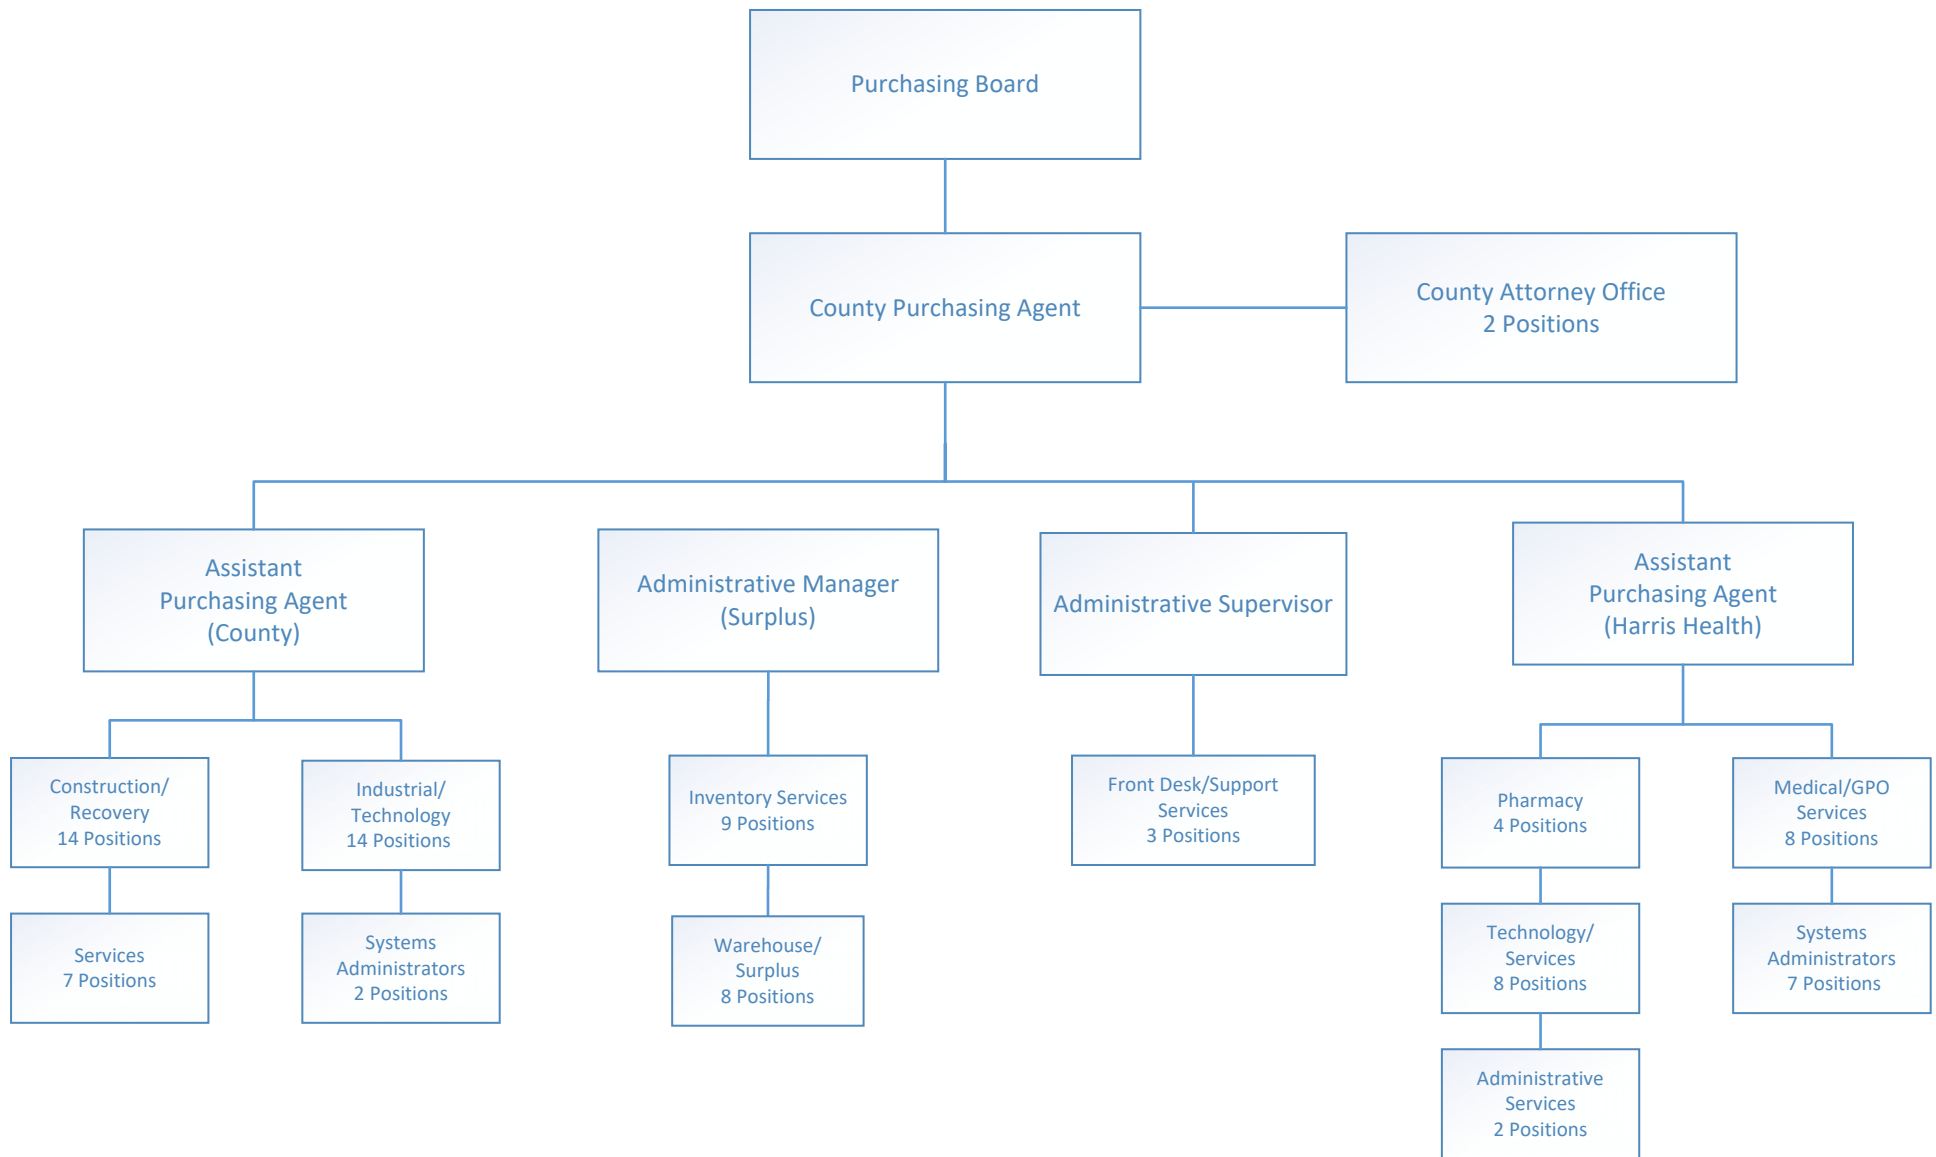 Purchasing Board
County Purchasing Agent
County Attorney Office
2 Positions
Assistant
Purchasing Agent
(County)
Administrative Manager
(Surplus)
Administrative Supervisor
Assistant
Purchasing Agent
(Harris Health)
Construction/
Recovery
14 Positions
Industrial/
Technology
14 Positions
Inventory Services
9 Positions
Front Desk/Support
Services
3 Positions
Pharmacy
4 Positions
Medical/GPO
Services
8 Positions
Services
7 Positions
Systems
Administrators
2 Positions
Warehouse/
Surplus
8 Positions
Technology/
Services
8 Positions
Systems
Administrators
7 Positions
Administrative
Services
2 Positions